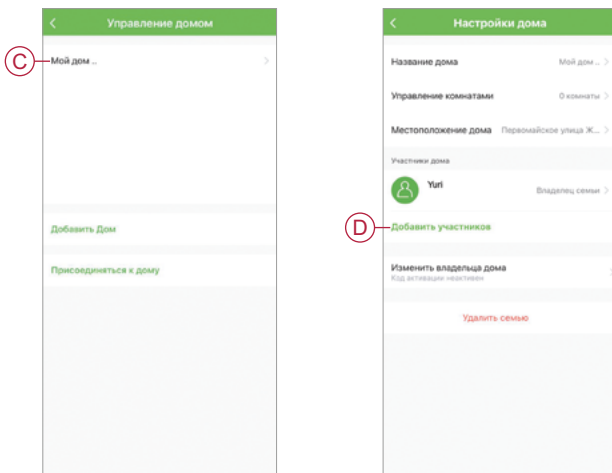 Управление домом
C
Мой дом ..
Добавить Дом
Присоединяться к дому
Настройки дома
Название дома Мой дом ..
Управление комнатами 0 комнаты
Местоположение дома Первомайское улица Ж...
Участники дома
Yuri
Владелец семьи
D
Добавить участников
Изменить владельца дома
Код активации неактивен
Удалить семью